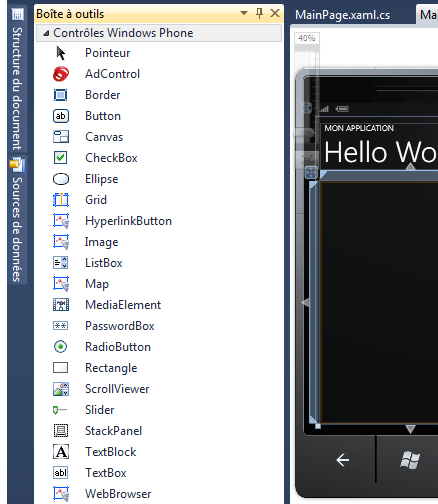 Structure du document
Sources de données
Boîte à outils
Contrôles Windows Phone
Pointeur
AdControl
Border
Button
Canvas
CheckBox
Ellipse
Grid
HyperlinkButton
Image
ListBox
Map
MediaElement
PasswordBox
RadioButton
Rectangle
ScrollViewer
Slider
StackPanel
TextBlock
TextBox
WebBrowser
MainPage.xaml.cs
Ma
40%
MON APPLICATION
Hello Wo